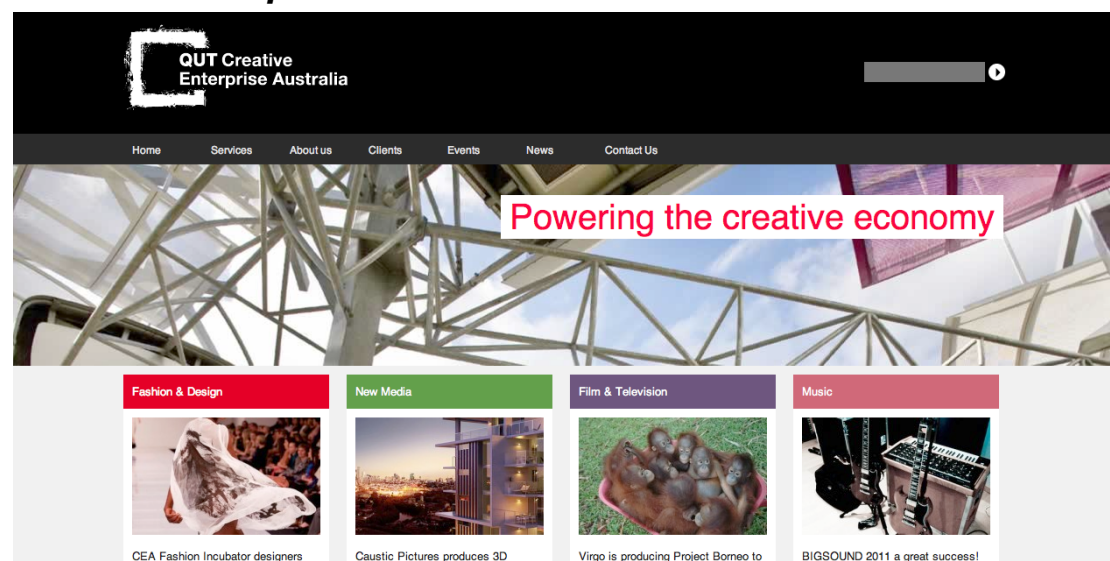 QUT Creative
Enterprise Australia
Home Services About us Clients Events News Contact Us
Powering the creative economy
Fashion & Design
New Media
Film & Television
Music
CEA Fashion Incubator designers
Caustic Pictures produces 3D
Virgo is producing Project Borneo to
BIGSOUND 2011 a great success!